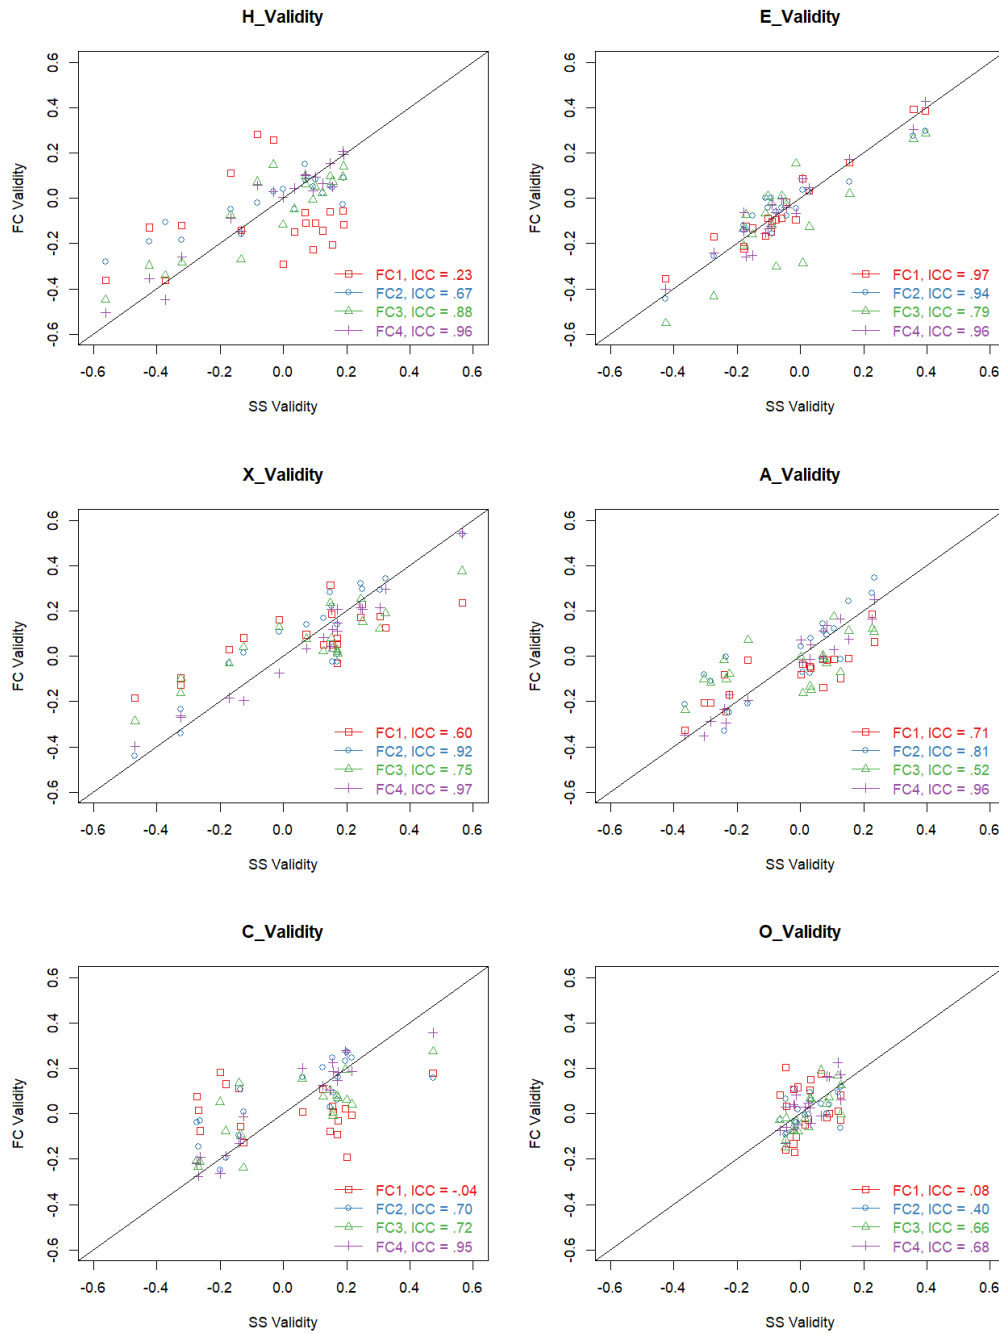 H_Validity
FC Validity
0.6
0.4
0.2
0.0
-0.2
-0.4
-0.6
FC1, ICC = .23
FC2, ICC = .67
FC3, ICC = .88
FC4, ICC = .96
-0.6 -0.4 -0.2 0.0 0.2 0.4 0.6
SS Validity
E_Validity
FC Validity
0.6
0.4
0.2
0.0
-0.2
-0.4
-0.6
FC1, ICC = .97
FC2, ICC = .94
FC3, ICC = .79
FC4, ICC = .96
-0.6 -0.4 -0.2 0.0 0.2 0.4 0.6
SS Validity
X_Validity
FC Validity
0.6
0.4
0.2
0.0
-0.2
-0.4
-0.6
FC1, ICC = .60
FC2, ICC = .92
FC3, ICC = .75
FC4, ICC = .97
-0.6 -0.4 -0.2 0.0 0.2 0.4 0.6
SS Validity
A_Validity
FC Validity
0.6
0.4
0.2
0.0
-0.2
-0.4
-0.6
FC1, ICC = .71
FC2, ICC = .81
FC3, ICC = .52
FC4, ICC = .96
-0.6 -0.4 -0.2 0.0 0.2 0.4 0.6
SS Validity
C_Validity
FC Validity
0.6
0.4
0.2
0.0
-0.2
-0.4
-0.6
FC1, ICC = -.04
FC2, ICC = .70
FC3, ICC = .72
FC4, ICC = .95
-0.6 -0.4 -0.2 0.0 0.2 0.4 0.6
SS Validity
O_Validity
FC Validity
0.6
0.4
0.2
0.0
-0.2
-0.4
-0.6
FC1, ICC = .08
FC2, ICC = .40
FC3, ICC = .66
FC4, ICC = .68
-0.6 -0.4 -0.2 0.0 0.2 0.4 0.6
SS Validity